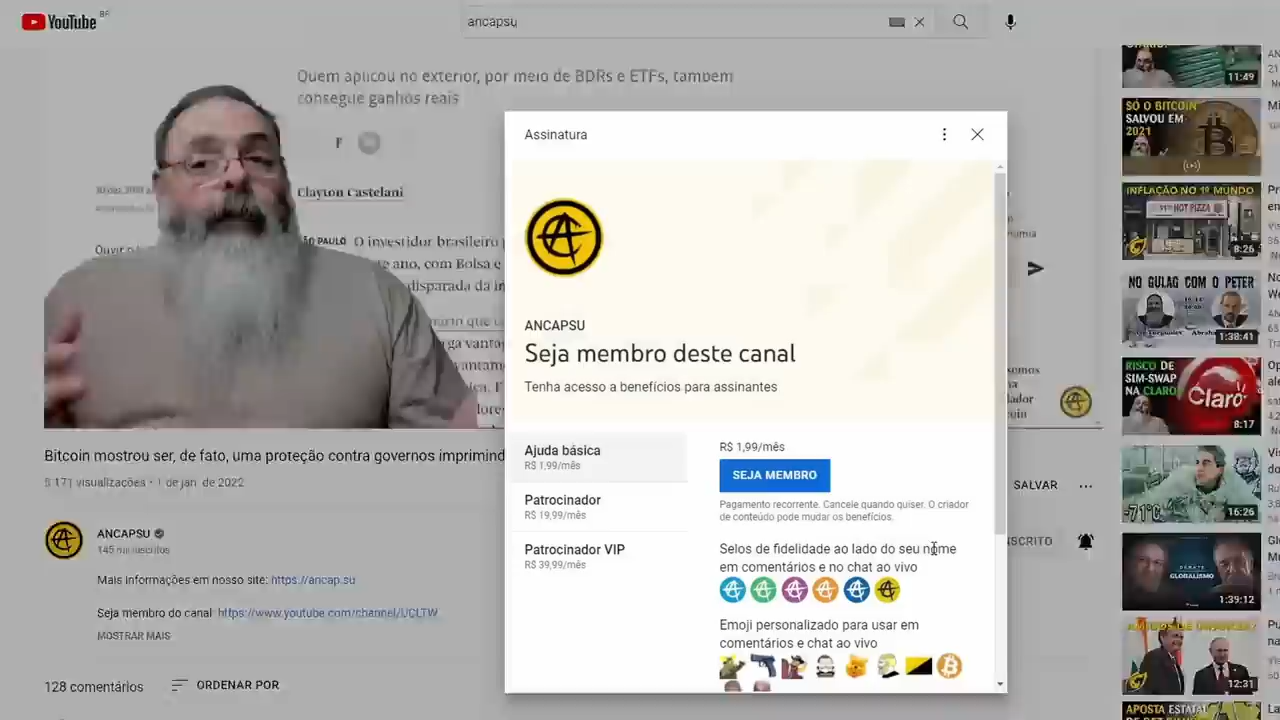 YouTube BR
ancapsu
Quem aplicou no exterior, por meio de BDRs e ETFs, também
consegue ganhos reais
Clayton Castelani
PAULO O investidor brasileiro
ano, com Bolsa e
disparada da
Assinatura
ANCAPSU
Seja membro deste canal
Tenha acesso a benefícios para assinantes
Ajuda básica
R$ 1,99/mês
Patrocinador
R$ 19,99/mês
Patrocinador VIP
R$ 39,99/mês
R$ 1,99/mês
SEJA MEMBRO
Pagamento recorrente. Cancele quando quiser. O criador
de conteúdo pode mudar os benefícios.
Selos de fidelidade ao lado do seu nome
em comentários e no chat ao vivo
Emoji personalizado para usar em
comentários e chat ao vivo
Bitcoin mostrou ser, de fato, uma proteção contra governos imprimind
8 171 visualizações • 1 de jan. de 2022
SALVAR
ANCAPSU
145 mil inscritos
NSCRITO
Mais informações em nosso site: https://ancap.su
Seja membro do canal: https://www.youtube.com/channel/UCLTW
MOSTRAR MAIS
128 comentários
ORDENAR POR
11:49
SÓ O BITCOIN
SALVOU EM
2021
INFLAÇÃO NO 1º MUNDO
HOT PIZZA
8:26
NO GULAG COM O PETER
1:38:41
RISCO DE
SIM-SWAP
NA CLARO
Claro
8:17
-71°C
16:26
DEBATE
GLOBALISMO
1:39:12
12:31
APOSTA ESTATAL